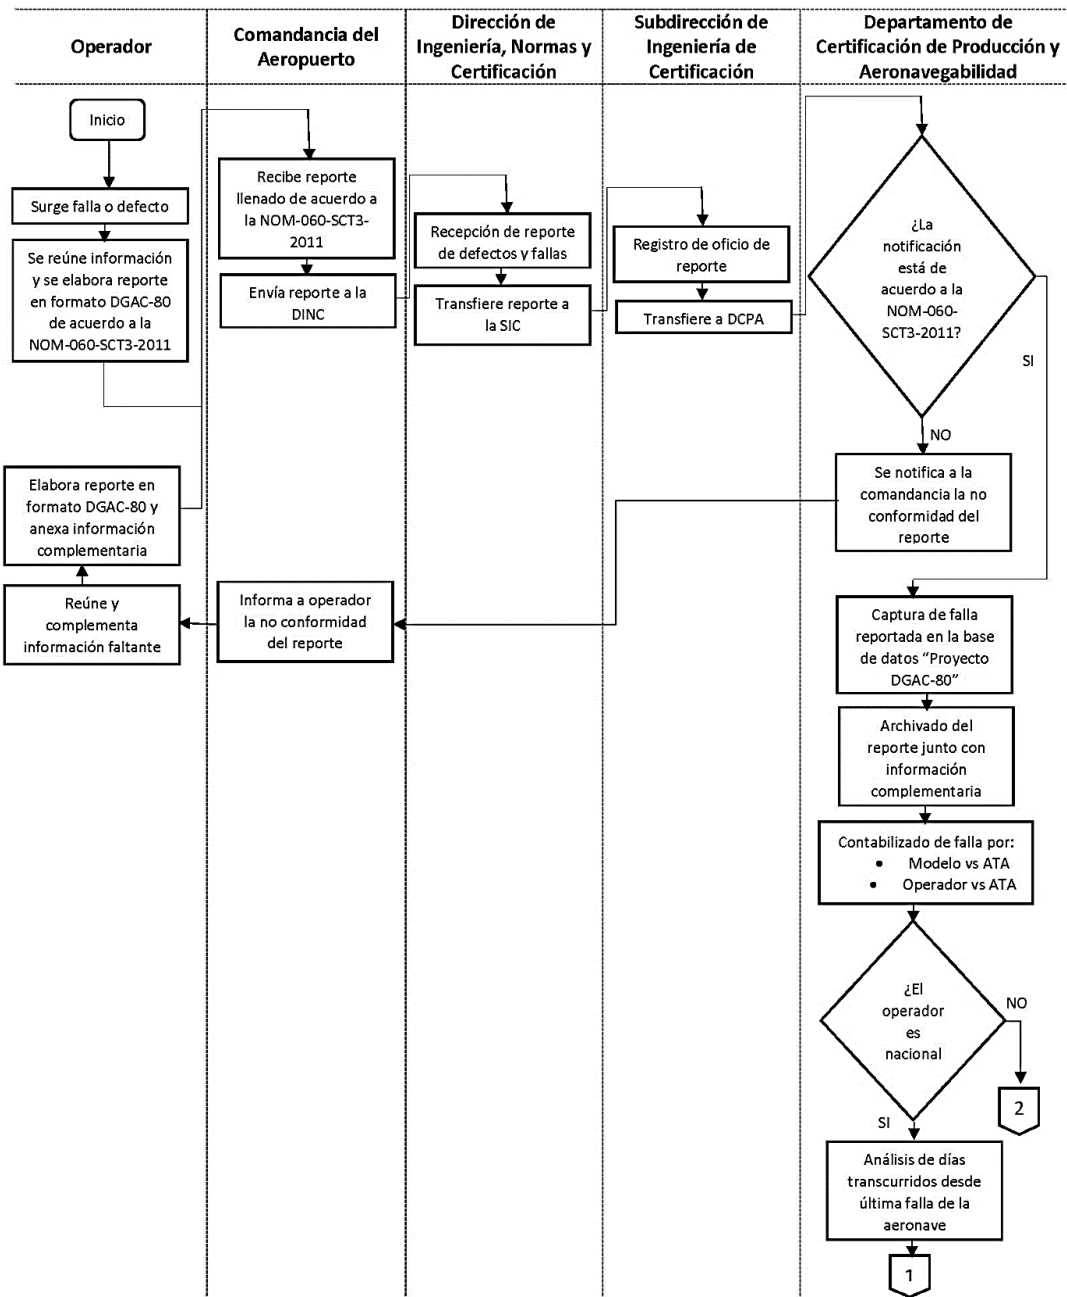 Operador
Comandancia del
Aeropuerto
Dirección de
Ingeniería, Normas y
Certificación
Subdirección de
Ingeniería de
Certificación
Departamento de
Certificación de Producción y
Aeronavegabilidad
Inicio
Surge falla o defecto
Se reúne información
y se elabora reporte
en formato DGAC-80
de acuerdo a la
NOM-060-SCT3-2011
Recibe reporte
llenado de acuerdo a
la NOM-060-SCT3-
2011
Envía reporte a la
DINC
Recepción de reporte
de defectos y fallas
Transfiere reporte a
la SIC
Registro de oficio de
reporte
Transfiere a DCPA
¿La
notificación
está de
acuerdo a la
NOM-060-
SCT3-2011?
SI
NO
Se notifica a la
comandancia la no
conformidad del
reporte
Informa a operador
la no conformidad
del reporte
Reúne y
complementa
información faltante
Elabora reporte en
formato DGAC-80 y
anexa información
complementaria
Captura de falla
reportada en la base
de datos “Proyecto
DGAC-80”
Archivado del
reporte junto con
información
complementaria
Contabilizado de falla por:
• Modelo vs ATA
• Operador vs ATA
¿El
operador
es
nacional
NO
2
SI
Análisis de días
transcurridos desde
última falla de la
aeronave
1